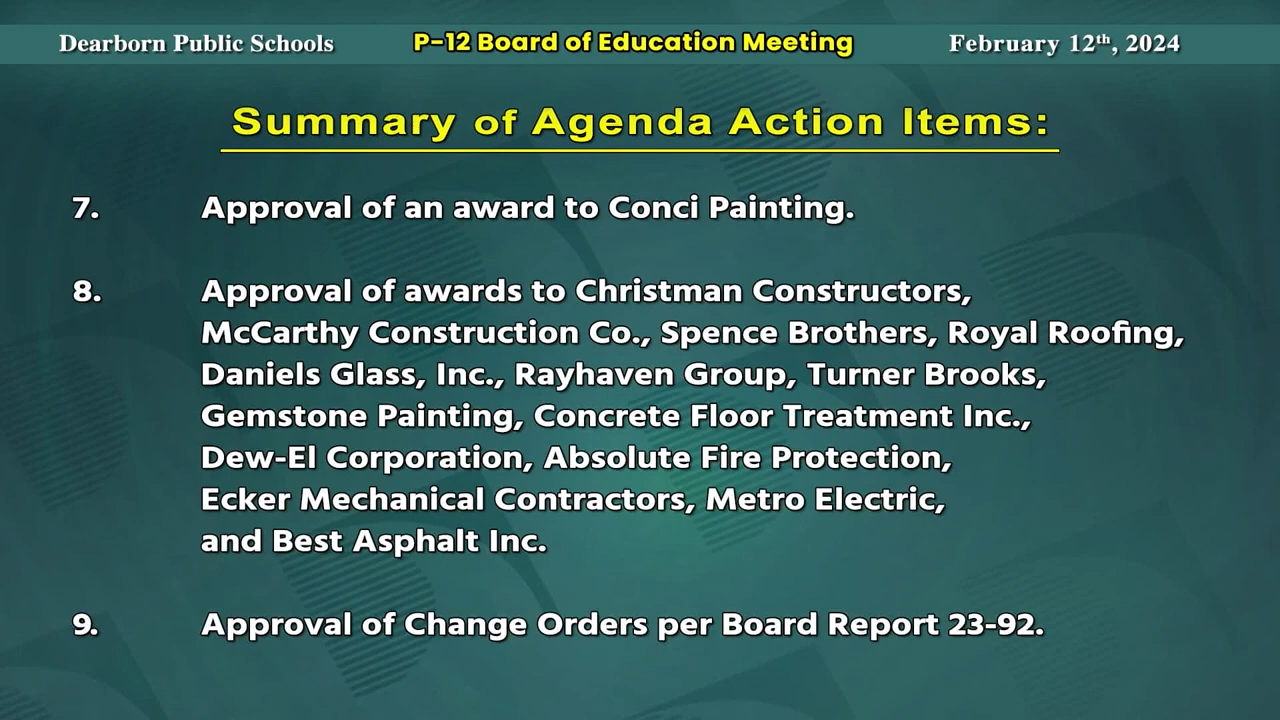 Dearborn Public Schools P-12 Board of Education Meeting February 12th, 2024
Summary of Agenda Action Items:
7. Approval of an award to Conci Painting.
8. Approval of awards to Christman Constructors,
McCarthy Construction Co., Spence Brothers, Royal Roofing,
Daniels Glass, Inc., Rayhaven Group, Turner Brooks,
Gemstone Painting, Concrete Floor Treatment Inc.,
Dew-El Corporation, Absolute Fire Protection,
Ecker Mechanical Contractors, Metro Electric,
and Best Asphalt Inc.
9. Approval of Change Orders per Board Report 23-92.